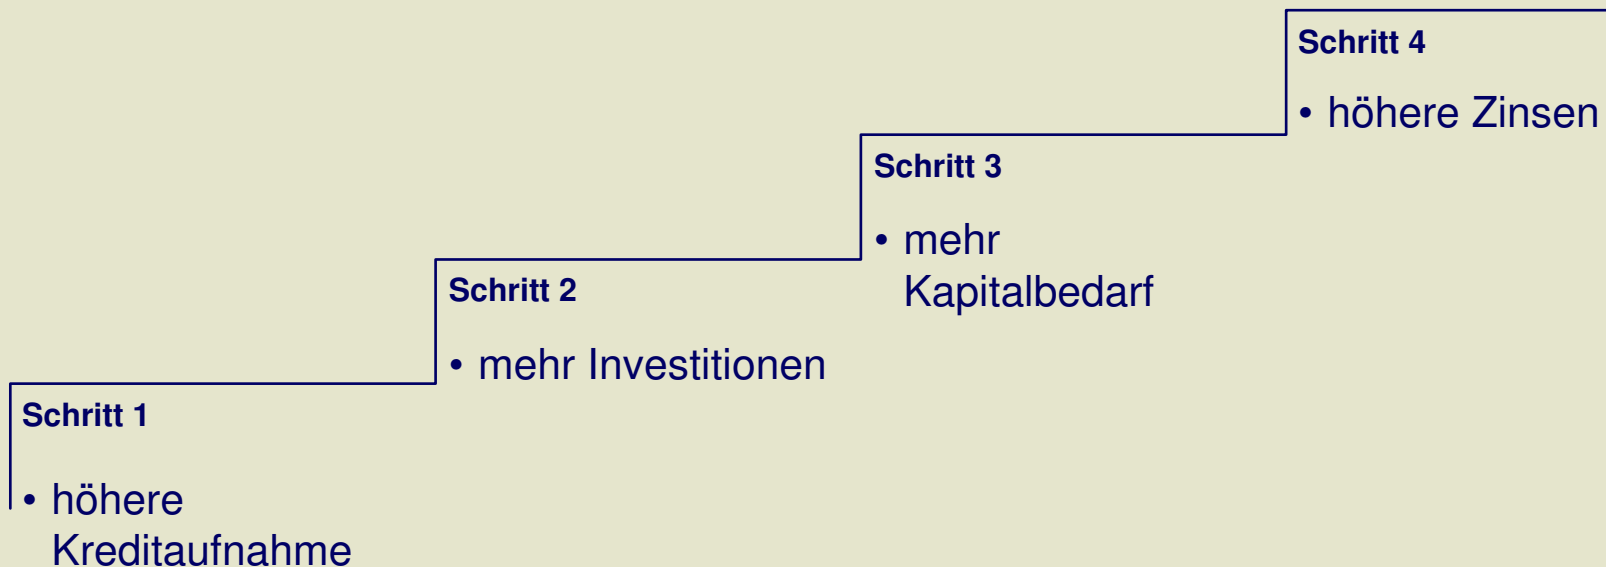 Schritt 1
• höhere
Kreditaufnahme
Schritt 2
• mehr Investitionen
Schritt 3
• mehr
Kapitalbedarf
Schritt 4
• höhere Zinsen